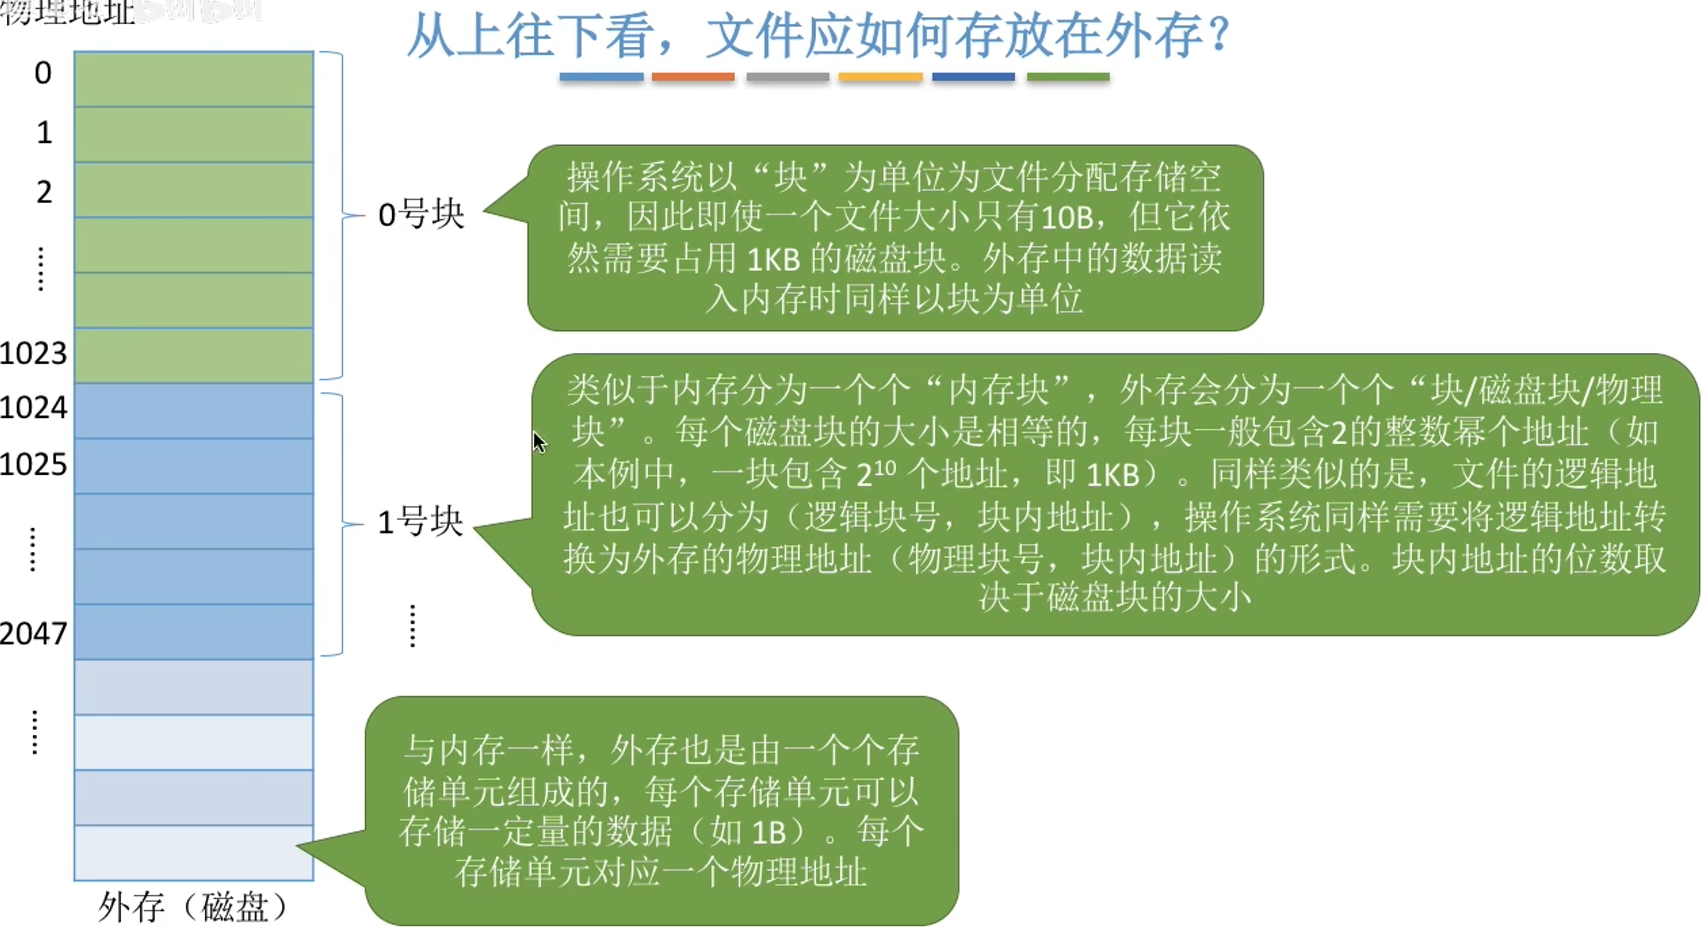 物理地址
从上往下看，文件应如何存放在外存？
0
1
2
……
1023
1024
1025
……
2047
……
外存（磁盘）
0号块
1号块
……
操作系统以“块”为单位为文件分配存储空
间，因此即使一个文件大小只有10B，但它依
然需要占用 1KB 的磁盘块。外存中的数据读
入内存时同样以块为单位
类似于内存分为一个个“内存块”，外存会分为一个个“块/磁盘块/物理
块”。每个磁盘块的大小是相等的，每块一般包含2的整数幂个地址（如
本例中，一块包含 2¹⁰ 个地址，即 1KB）。同样类似的是，文件的逻辑地
址也可以分为（逻辑块号，块内地址），操作系统同样需要将逻辑地址转
换为外存的物理地址（物理块号，块内地址）的形式。块内地址的位数取
决于磁盘块的大小
与内存一样，外存也是由一个个存
储单元组成的，每个存储单元可以
存储一定量的数据（如 1B）。每个
存储单元对应一个物理地址